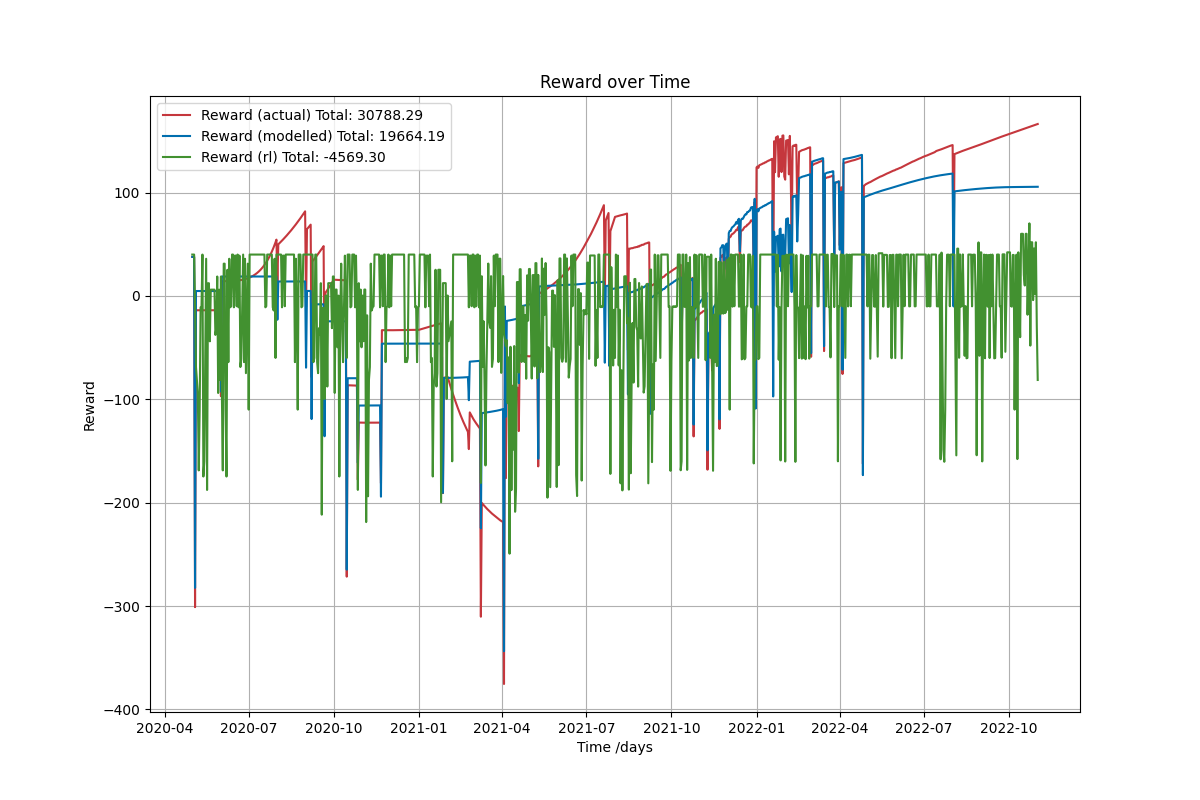 Reward over Time
Reward (actual) Total: 30788.29
Reward (modelled) Total: 19664.19
Reward (rl) Total: -4569.30
100
0
−100
−200
−300
−400
Reward
2020-04 2020-07 2020-10 2021-01 2021-04 2021-07 2021-10 2022-01 2022-04 2022-07 2022-10
Time /days